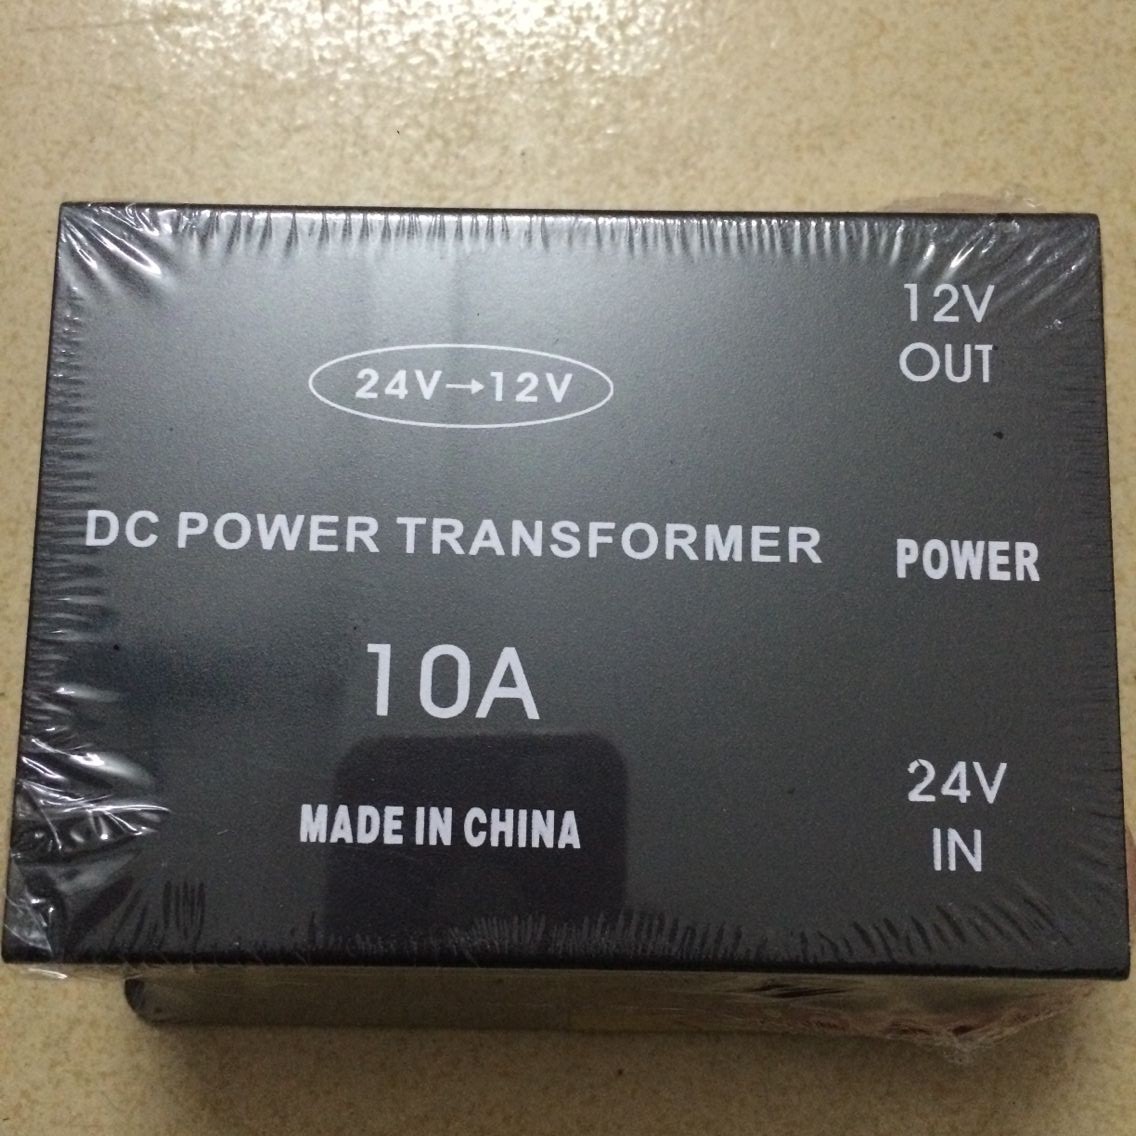 12V
OUT
24V→12V
DC POWER TRANSFORMER
POWER
10A
24V
IN
MADE IN CHINA